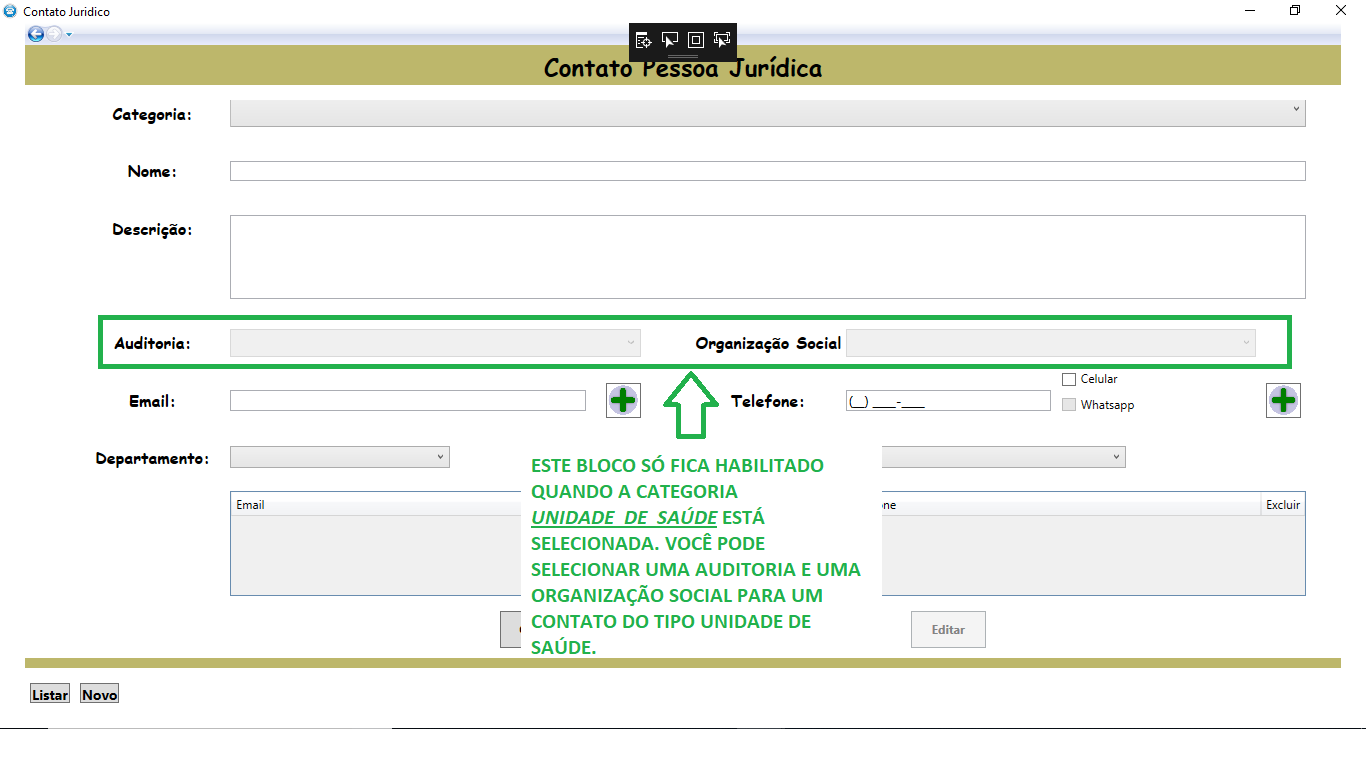 Contato Juridico
Contato Pessoa Jurídica
Categoria:
Nome:
Descrição:
Auditoria:
Organização Social
Email:
Telefone:
(__) ____-____
Celular
Whatsapp
Departamento:
ESTE BLOCO SÓ FICA HABILITADO
QUANDO A CATEGORIA
UNIDADE DE SAÚDE ESTÁ
SELECIONADA. VOCÊ PODE
SELECIONAR UMA AUDITORIA E UMA
ORGANIZAÇÃO SOCIAL PARA UM
CONTATO DO TIPO UNIDADE DE
SAÚDE.
Email
ne
Excluir
Editar
Listar
Novo